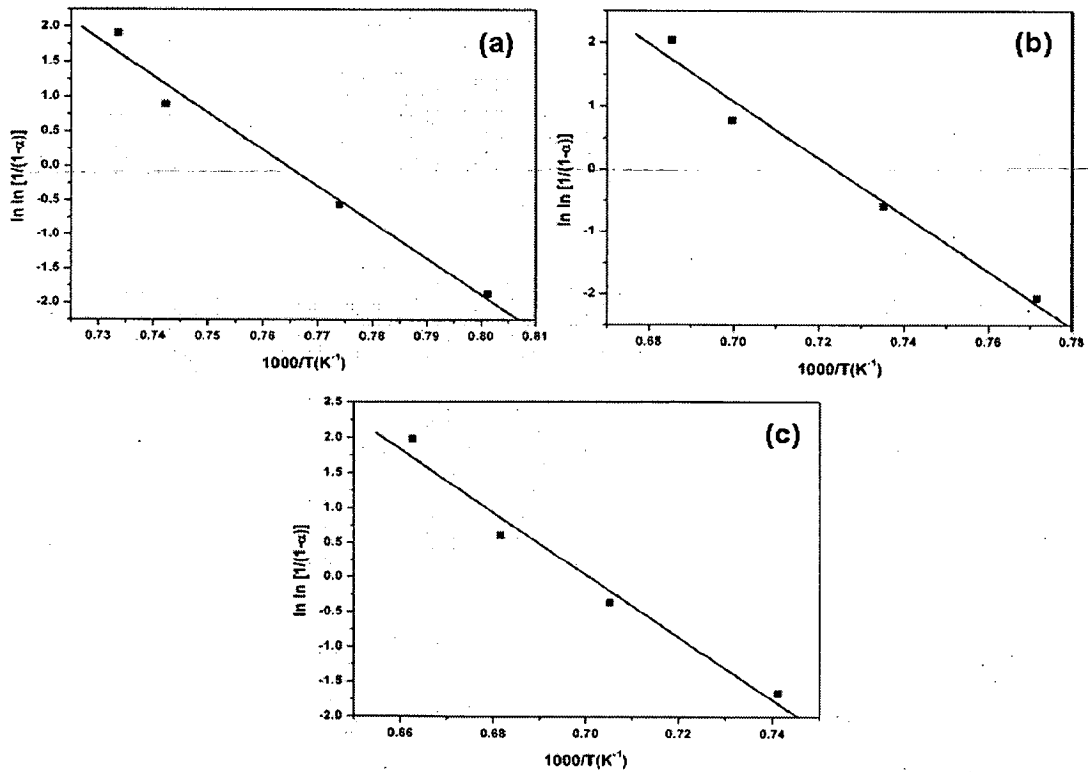 (a)
ln ln [1/(1-α)]
2.0
1.5
1.0
0.5
0.0
-0.5
-1.0
-1.5
-2.0
0.73 0.74 0.75 0.76 0.77 0.78 0.79 0.80 0.81
1000/T(K⁻¹)
(b)
ln ln [1/(1-α)]
2
1
0
-1
-2
0.68 0.70 0.72 0.74 0.76 0.78
1000/T(K⁻¹)
(c)
ln ln [1/(1-α)]
2.5
2.0
1.5
1.0
0.5
0.0
-0.5
-1.0
-1.5
-2.0
0.66 0.68 0.70 0.72 0.74
1000/T(K⁻¹)